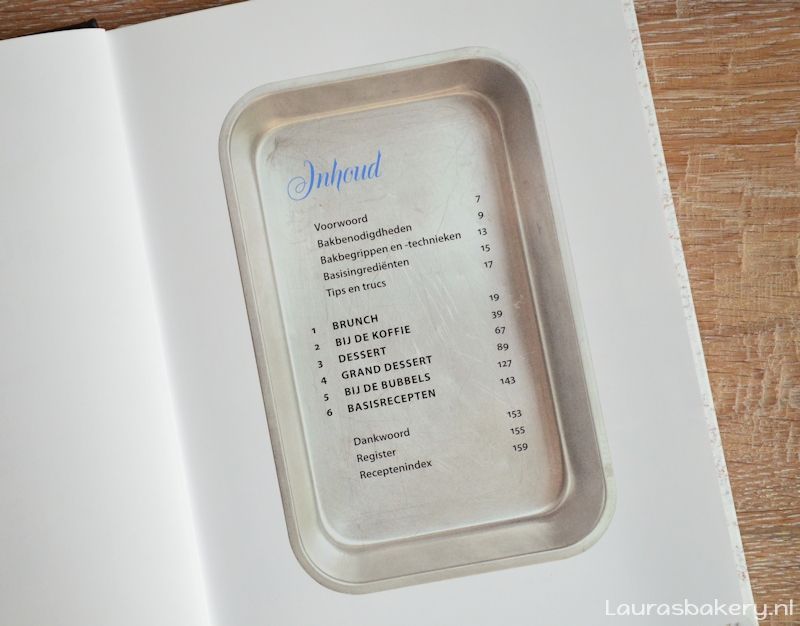 Inhoud
Voorwoord 7
Bakbenodigdheden 9
Bakbegrippen en -technieken 13
Basisingrediënten 15
Tips en trucs 17
1 BRUNCH 19
2 BIJ DE KOFFIE 39
3 DESSERT 67
4 GRAND DESSERT 89
5 BIJ DE BUBBELS 127
6 BASISRECEPTEN 143
Dankwoord 153
Register 155
Receptenindex 159
Laurasbakery.nl